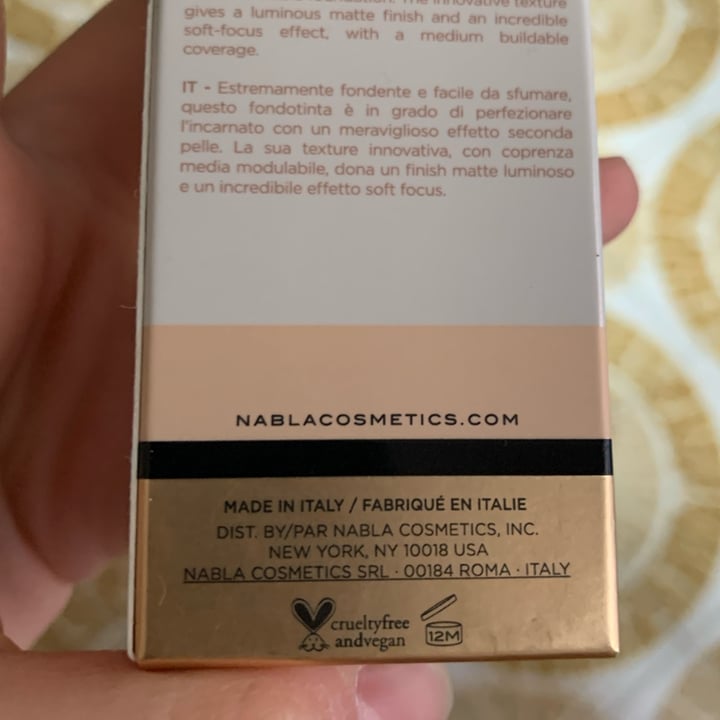 foundation. The innovative texture
gives a luminous matte finish and an incredible
soft-focus effect, with a medium buildable
coverage.
IT - Estremamente fondente e facile da sfumare,
questo fondotinta è in grado di perfezionare
l'incarnato con un meraviglioso effetto seconda
pelle. La sua texture innovativa, con coprenza
media modulabile, dona un finish matte luminoso
e un incredibile effetto soft focus.
NABLACOSMETICS.COM
MADE IN ITALY / FABRIQUÉ EN ITALIE
DIST. BY/PAR NABLA COSMETICS, INC.
NEW YORK, NY 10018 USA
NABLA COSMETICS SRL · 00184 ROMA · ITALY
crueltyfree
andvegan
12M